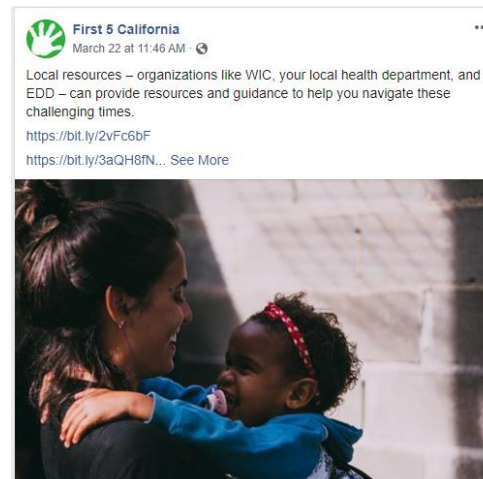 First 5 California
March 22 at 11:46 AM ·
Local resources – organizations like WIC, your local health department, and
EDD – can provide resources and guidance to help you navigate these
challenging times.
https://bit.ly/2vFc6bF
https://bit.ly/3aQH8fN... See More